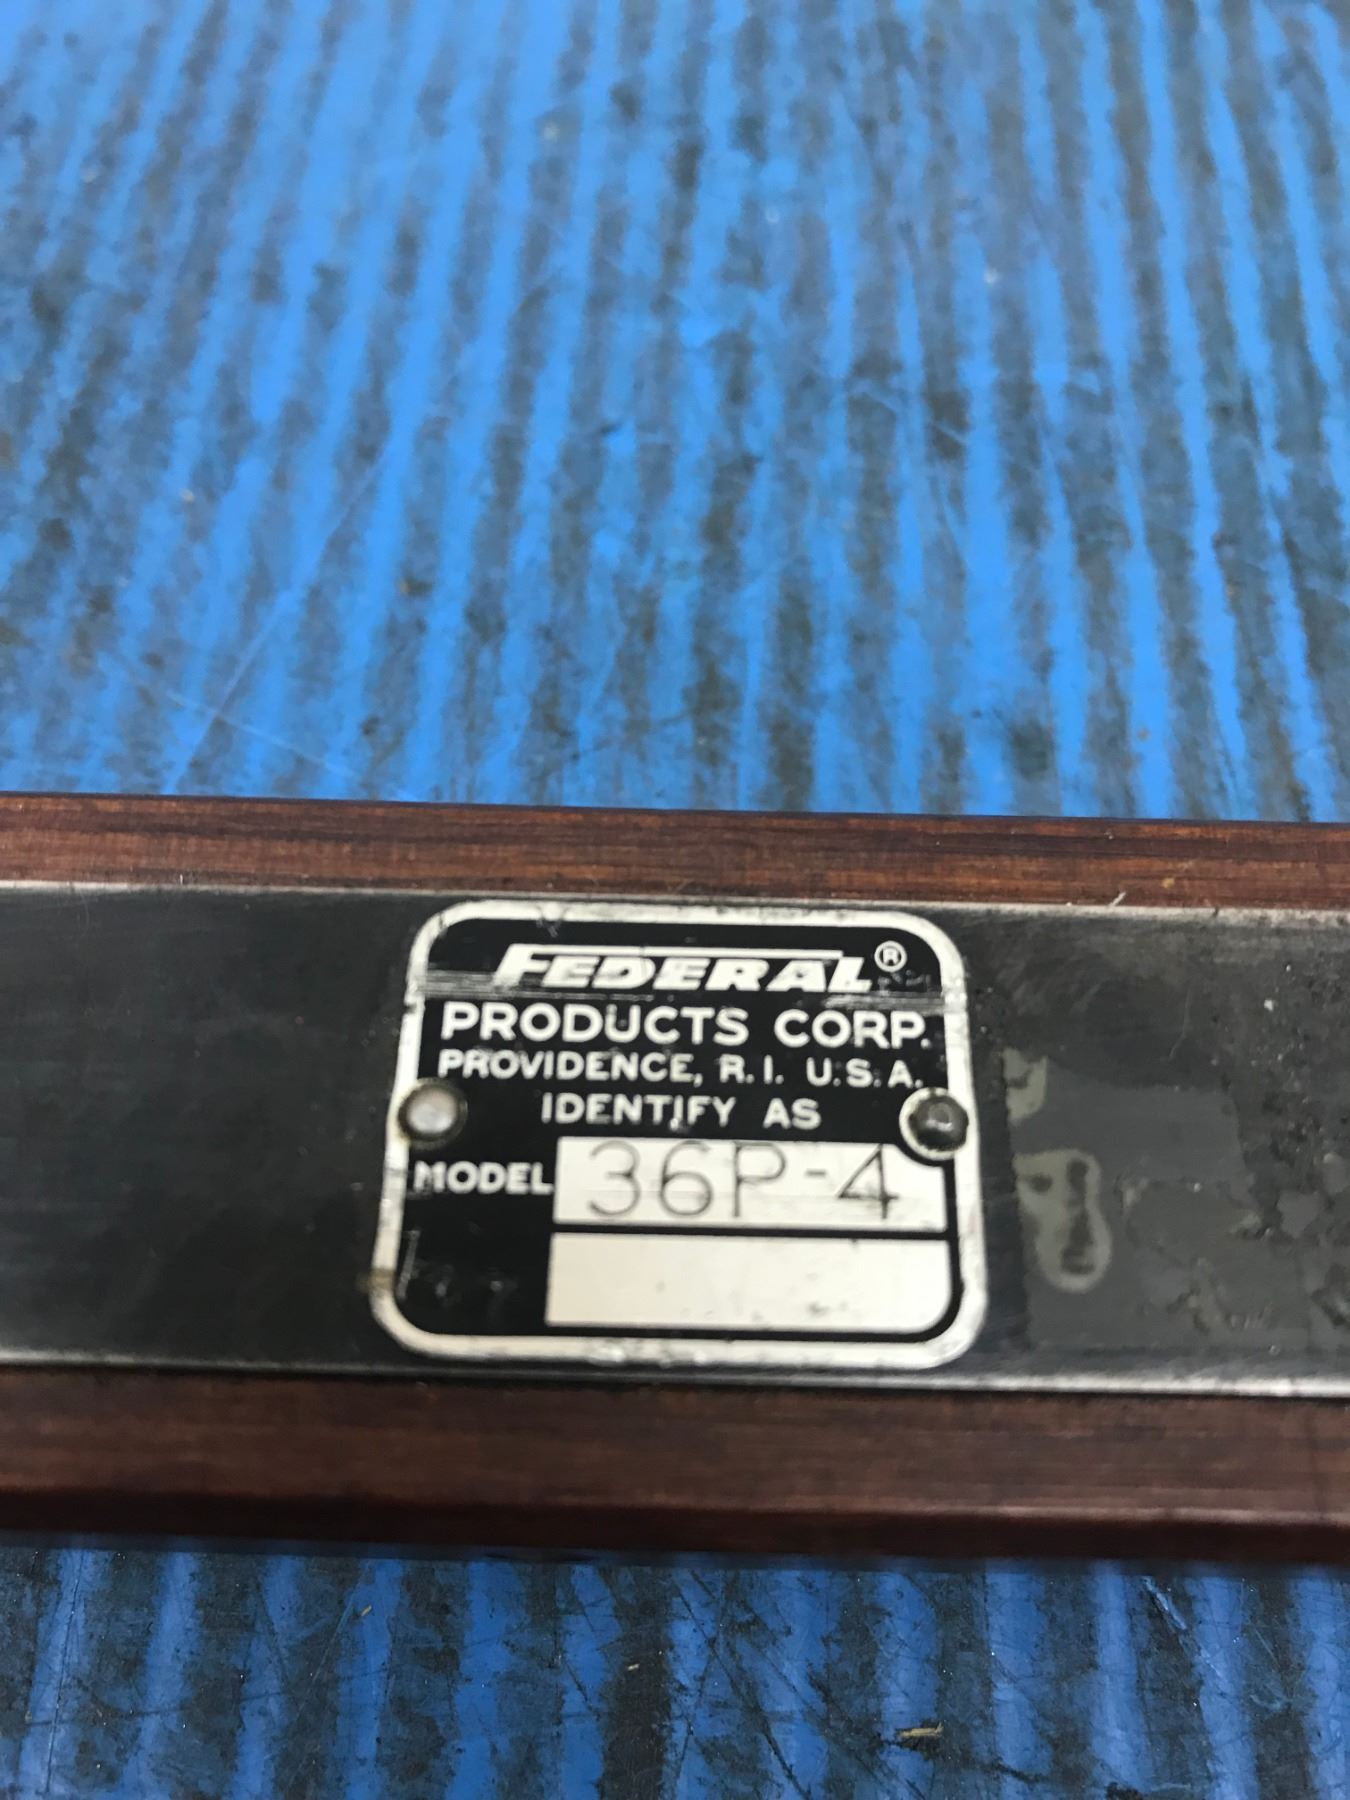 FEDERAL®
PRODUCTS CORP.
PROVIDENCE, R.I. U.S.A.
IDENTIFY AS
MODEL 36P-4